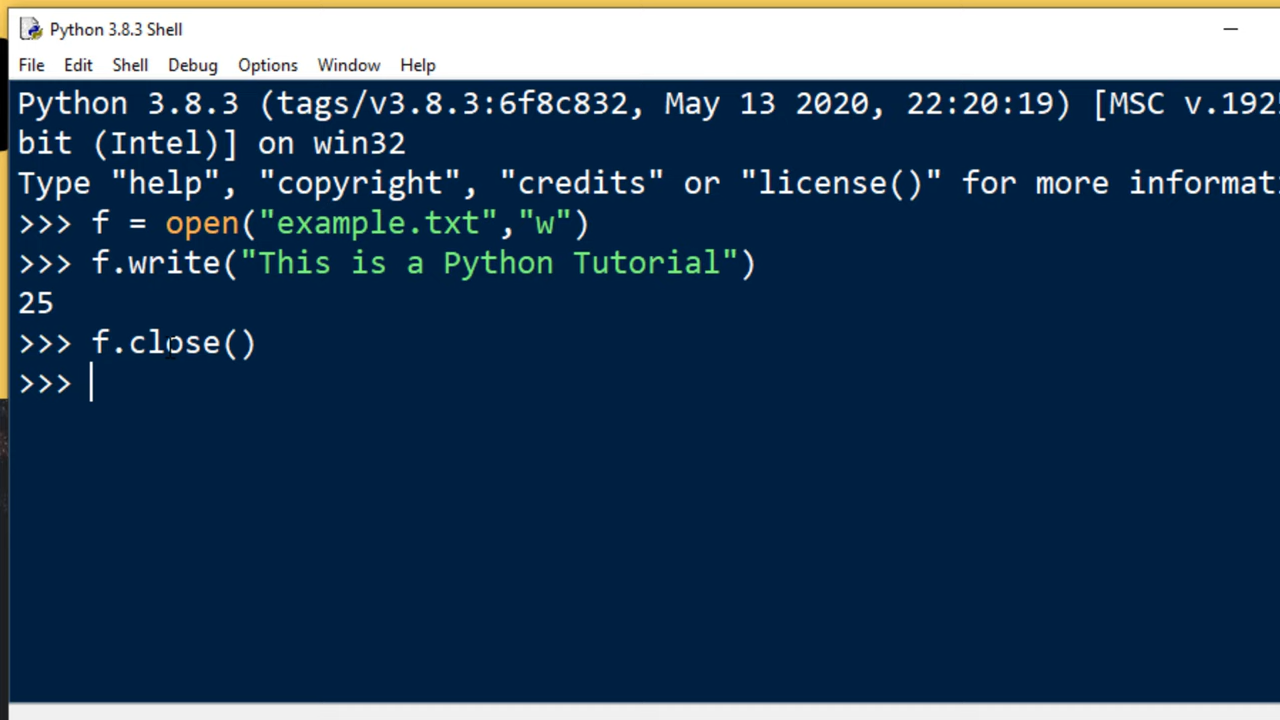 Python 3.8.3 Shell
File Edit Shell Debug Options Window Help
Python 3.8.3 (tags/v3.8.3:6f8c832, May 13 2020, 22:20:19) [MSC v.192
bit (Intel)] on win32
Type "help", "copyright", "credits" or "license()" for more informat
>>> f = open("example.txt","w")
>>> f.write("This is a Python Tutorial")
25
>>> f.close()
>>>